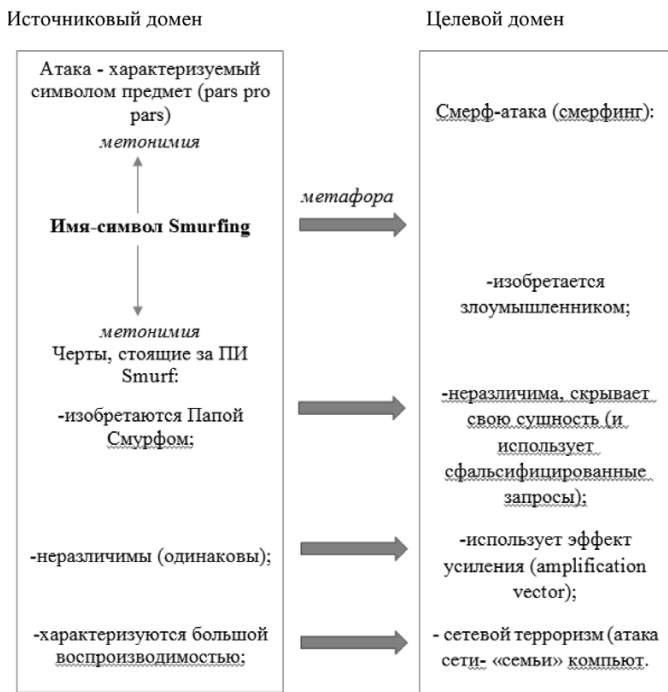 Источниковый домен
Целевой домен
Атака - характеризуемый
символом предмет (pars pro
pars)
метонимия
Имя-символ Smurfing
метонимия
Черты, стоящие за ПИ
Smurf:
-изобретаются Папой
Смурфом;
-неразличимы (одинаковы);
-характеризуются большой
воспроизводимостью;
метафора
Смерф-атака (смерфинг):
-изобретается
злоумышленником;
-неразличима, скрывает
свою сущность (и
использует
сфальсифицированные
запросы);
-использует эффект
усиления (amplification
vector);
- сетевой терроризм (атака
сети- «семьи» компьют.